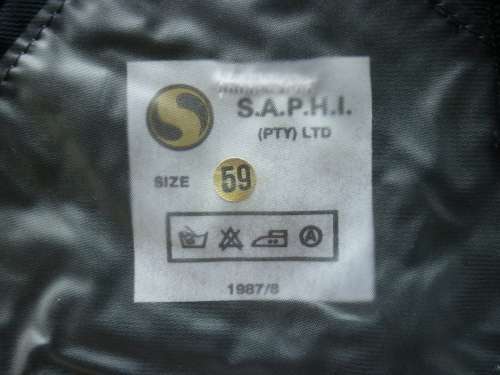 S.A.P.H.I.
(PTY) LTD
SIZE 59
A
1987/8